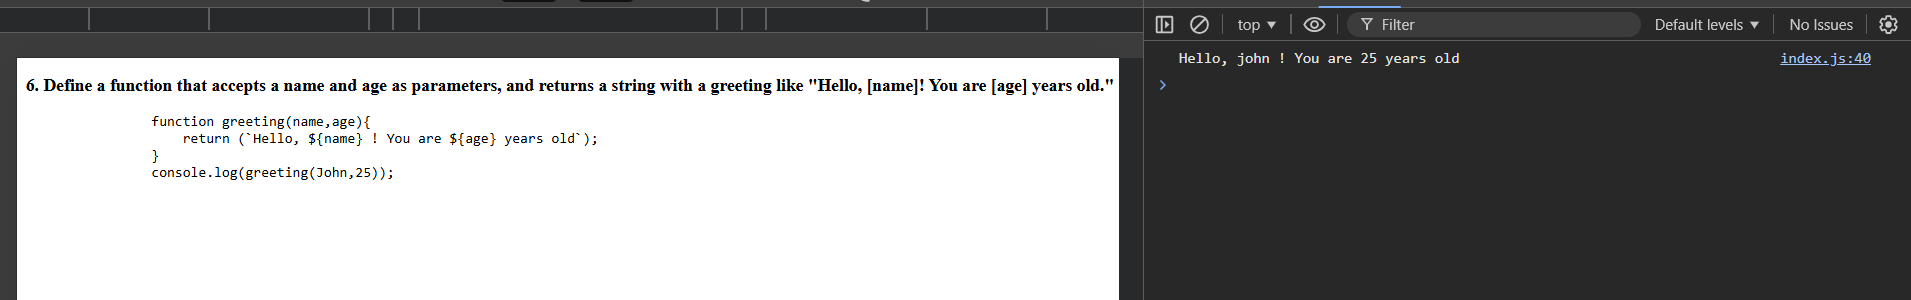 top ▼
Filter
Default levels ▼
No Issues
Hello, john ! You are 25 years old
index.js:40
>
6. Define a function that accepts a name and age as parameters, and returns a string with a greeting like "Hello, [name]! You are [age] years old."
function greeting(name,age){
    return (`Hello, ${name} ! You are ${age} years old`);
}
console.log(greeting(John,25));